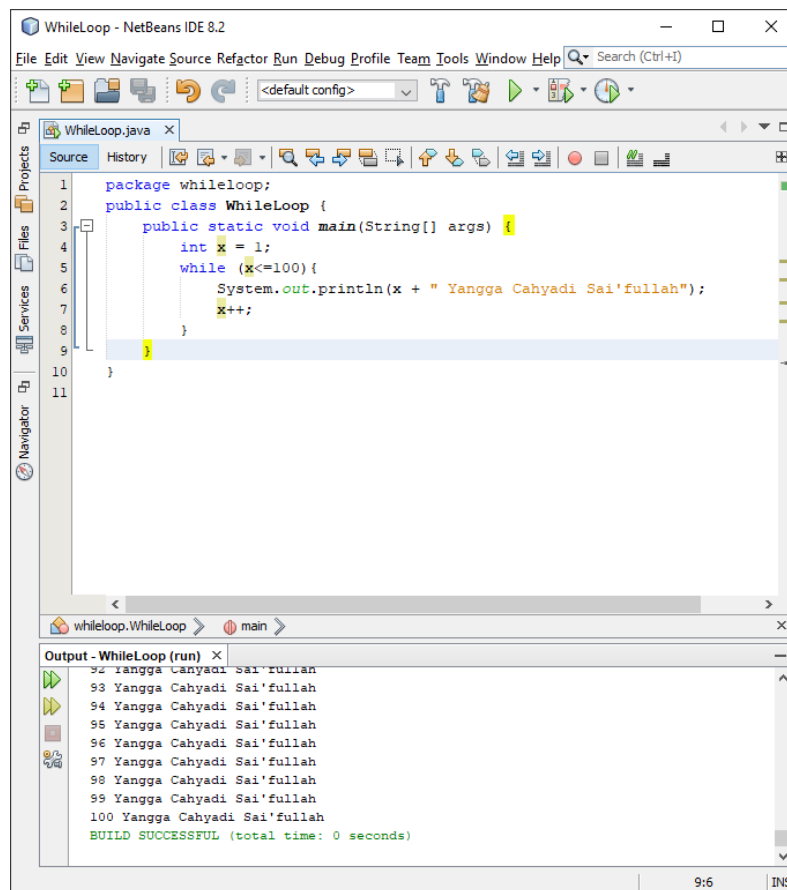 WhileLoop - NetBeans IDE 8.2
File Edit View Navigate Source Refactor Run Debug Profile Team Tools Window Help Search (Ctrl+I)
<default config>
WhileLoop.java
Projects
Files
Services
Navigator
Source History
1 package whileloop;
2 public class WhileLoop {
3 public static void main(String[] args) {
4 int x = 1;
5 while (x<=100){
6 System.out.println(x + " Yangga Cahyadi Sai'fullah");
7 x++;
8 }
9 }
10 }
11
whileloop.WhileLoop main
Output - WhileLoop (run)
92 Yangga Cahyadi Sai'fullah
93 Yangga Cahyadi Sai'fullah
94 Yangga Cahyadi Sai'fullah
95 Yangga Cahyadi Sai'fullah
96 Yangga Cahyadi Sai'fullah
97 Yangga Cahyadi Sai'fullah
98 Yangga Cahyadi Sai'fullah
99 Yangga Cahyadi Sai'fullah
100 Yangga Cahyadi Sai'fullah
BUILD SUCCESSFUL (total time: 0 seconds)
9:6